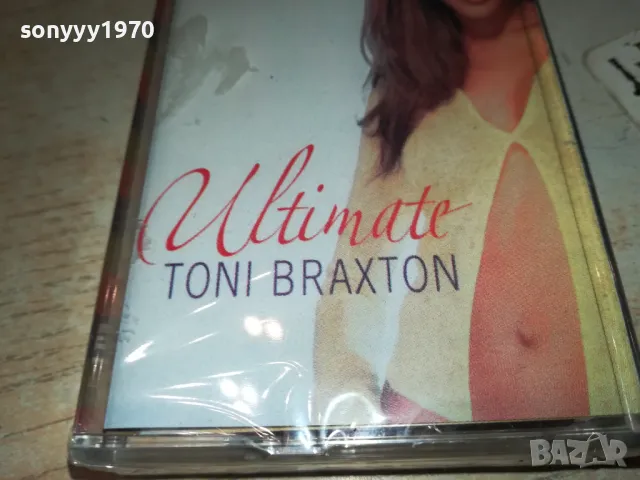 sonyyy1970
Ultimate
TONI BRAXTON
BAZAR